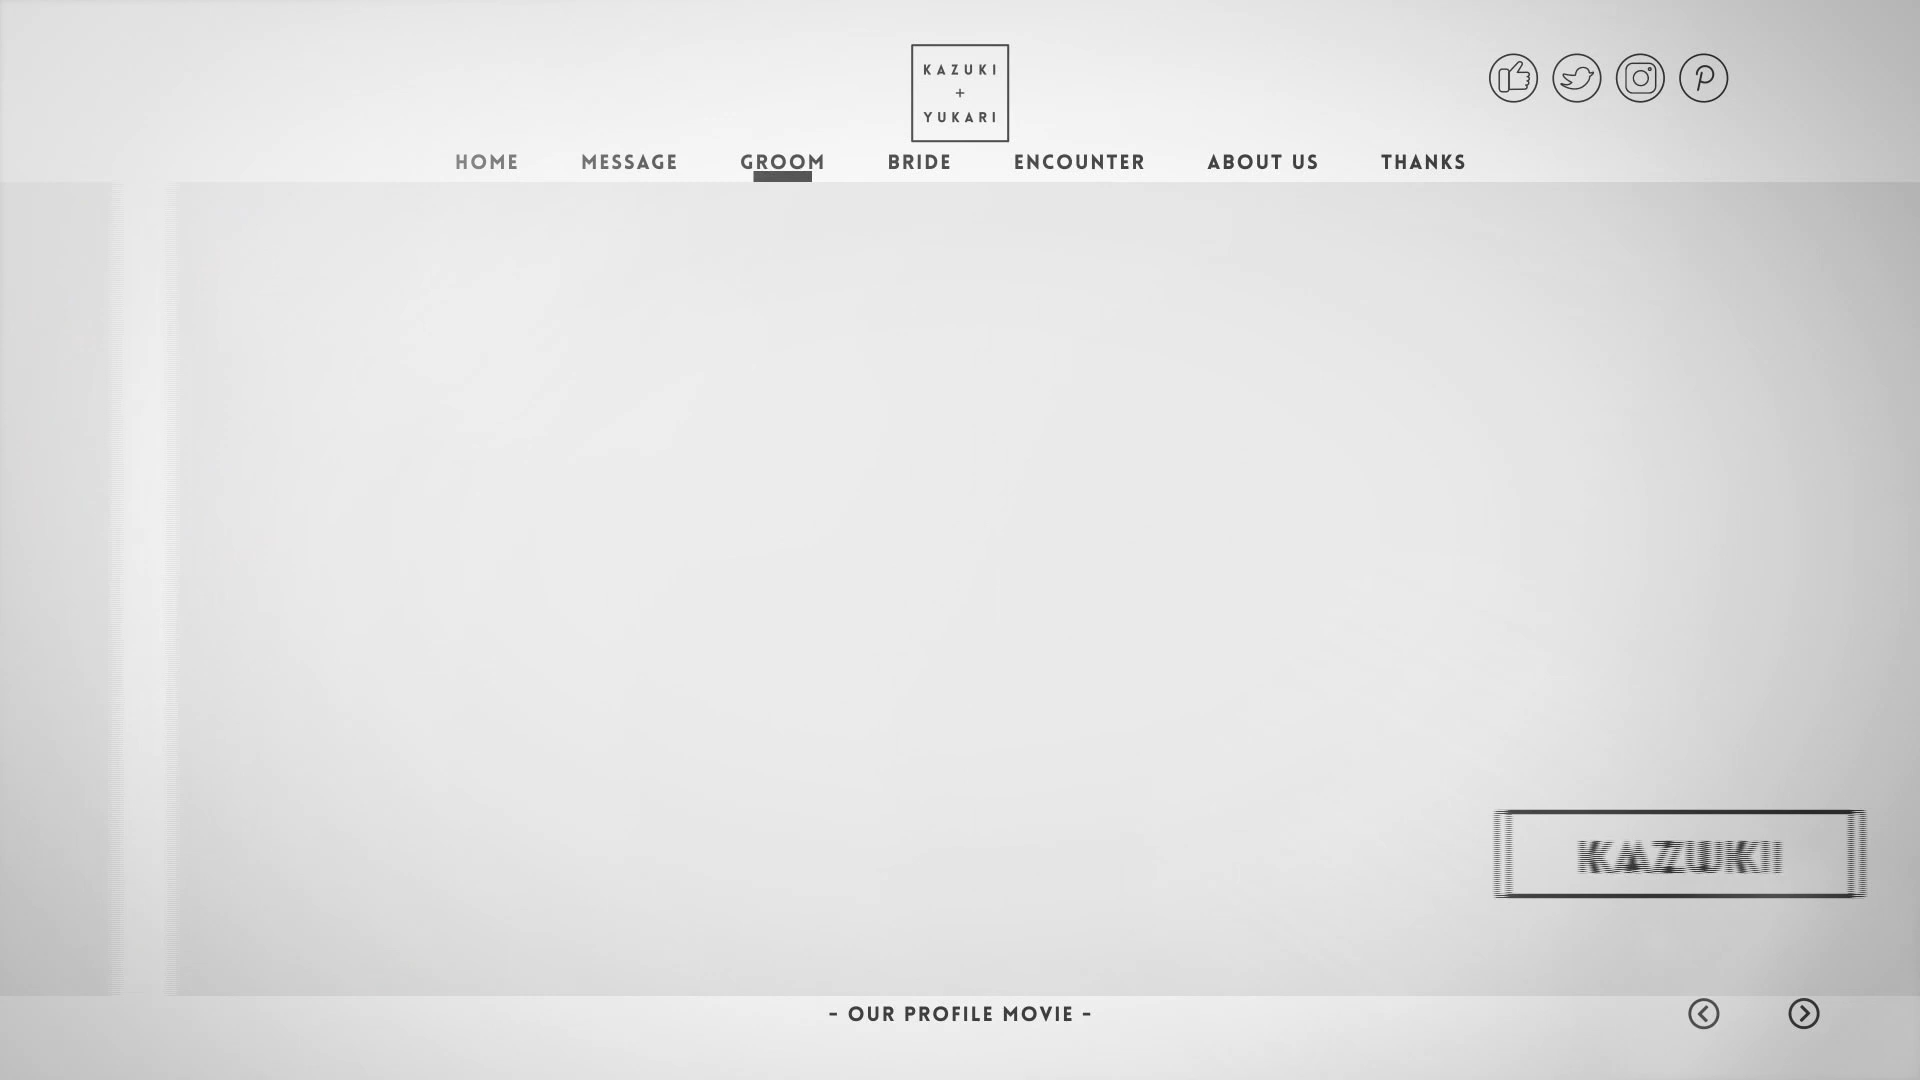 KAZUKI
+
YUKARI
HOME MESSAGE GROOM BRIDE ENCOUNTER ABOUT US THANKS
KAZUKI
- OUR PROFILE MOVIE -